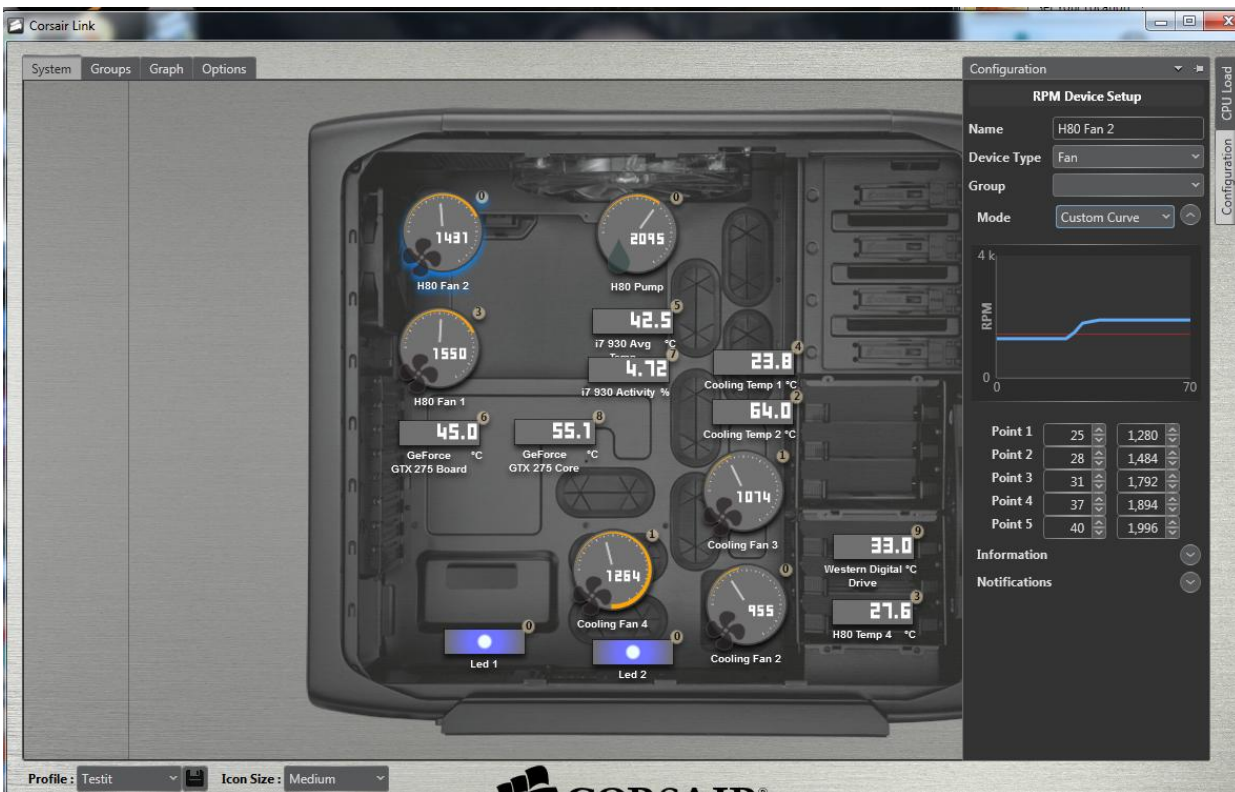 Corsair Link
System Groups Graph Options
Configuration
RPM Device Setup
Name H80 Fan 2
Device Type Fan
Group
Mode Custom Curve
4 k
RPM
0
0 70
Point 1 25 1,280
Point 2 28 1,484
Point 3 31 1,792
Point 4 37 1,894
Point 5 40 1,996
Information
Notifications
CPU Load
Configuration
0
1431
H80 Fan 2
0
2095
H80 Pump
3
1550
H80 Fan 1
5
42.5
i7 930 Avg °C
7
4.72
i7 930 Activity %
4
23.8
Cooling Temp 1 °C
2
64.0
Cooling Temp 2 °C
6
45.0
GeForce °C
GTX 275 Board
8
55.1
GeForce °C
GTX 275 Core
1
1074
Cooling Fan 3
1
1264
Cooling Fan 4
0
955
Cooling Fan 2
9
33.0
Western Digital °C
Drive
3
27.6
H80 Temp 4 °C
0
Led 1
0
Led 2
Profile : Testit Icon Size : Medium
CORSAIR